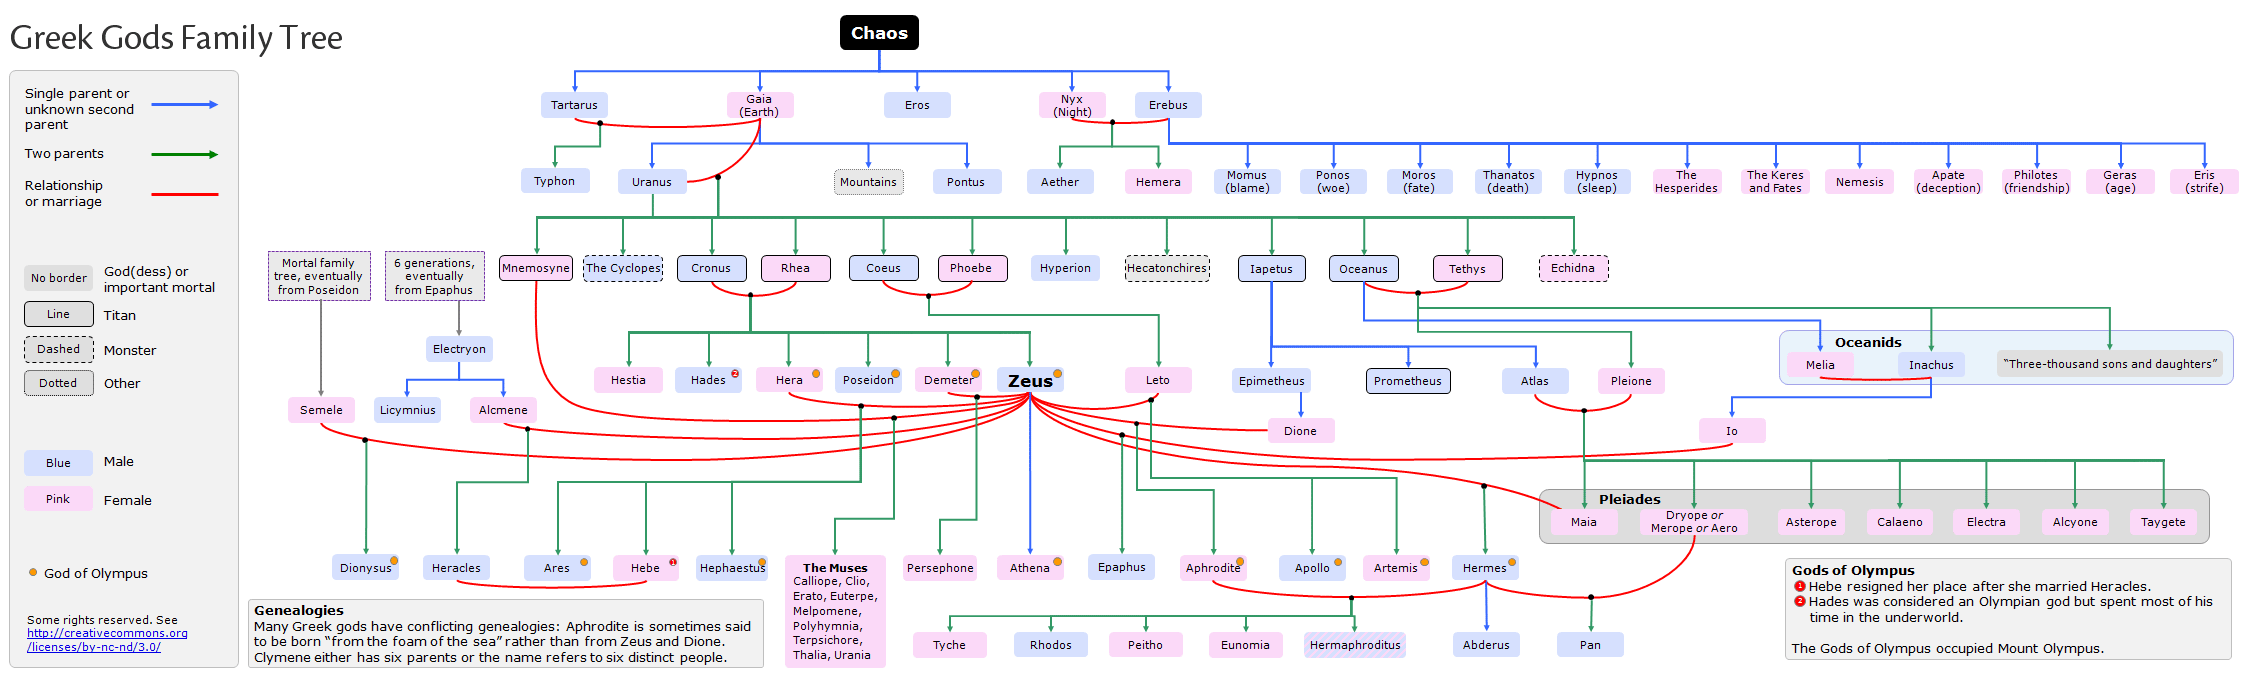 Greek Gods Family Tree
Chaos
Single parent or
unknown second
parent
Two parents
Relationship
or marriage
No border
God(dess) or
important mortal
Line
Titan
Dashed
Monster
Dotted
Other
Blue
Male
Pink
Female
God of Olympus
Some rights reserved. See
http://creativecommons.org
/licenses/by-nc-nd/3.0/
Tartarus
Gaia
(Earth)
Eros
Nyx
(Night)
Erebus
Typhon
Uranus
Mountains
Pontus
Aether
Hemera
Momus
(blame)
Ponos
(woe)
Moros
(fate)
Thanatos
(death)
Hypnos
(sleep)
The
Hesperides
The Keres
and Fates
Nemesis
Apate
(deception)
Philotes
(friendship)
Geras
(age)
Eris
(strife)
Mortal family
tree, eventually
from Poseidon
6 generations,
eventually
from Epaphus
Mnemosyne
The Cyclopes
Cronus
Rhea
Coeus
Phoebe
Hyperion
Hecatonchires
Iapetus
Oceanus
Tethys
Echidna
Electryon
Oceanids
Melia
Inachus
"Three-thousand sons and daughters"
Hestia
Hades
2
Hera
Poseidon
Demeter
Zeus
Leto
Epimetheus
Prometheus
Atlas
Pleione
Semele
Licymnius
Alcmene
Dione
Io
Pleiades
Maia
Dryope or
Merope or Aero
Asterope
Calaeno
Electra
Alcyone
Taygete
Dionysus
Heracles
Ares
Hebe
1
Hephaestus
The Muses
Calliope, Clio,
Erato, Euterpe,
Melpomene,
Polyhymnia,
Terpsichore,
Thalia, Urania
Persephone
Athena
Epaphus
Aphrodite
Apollo
Artemis
Hermes
Tyche
Rhodos
Peitho
Eunomia
Hermaphroditus
Abderus
Pan
Genealogies
Many Greek gods have conflicting genealogies: Aphrodite is sometimes said
to be born "from the foam of the sea" rather than from Zeus and Dione.
Clymene either has six parents or the name refers to six distinct people.
Gods of Olympus
1 Hebe resigned her place after she married Heracles.
2 Hades was considered an Olympian god but spent most of his
time in the underworld.
The Gods of Olympus occupied Mount Olympus.